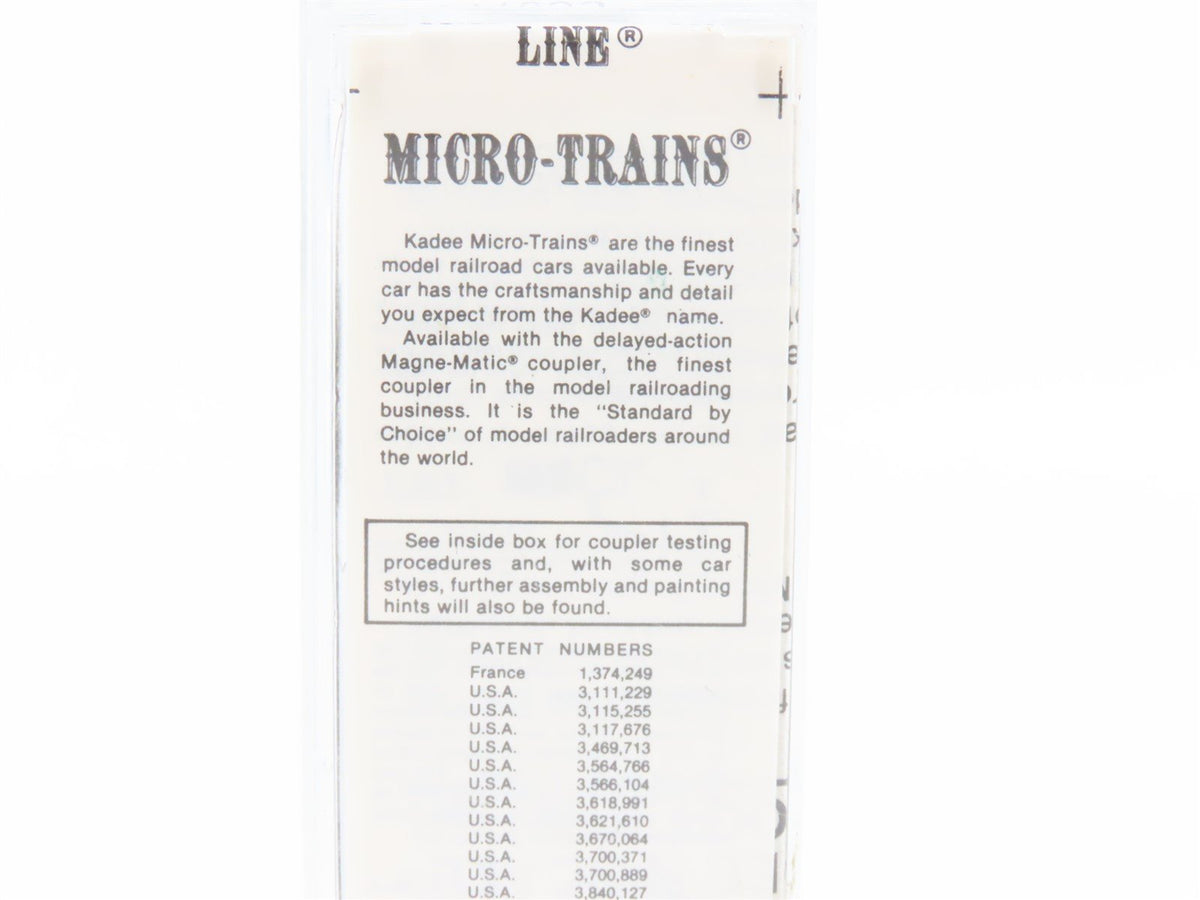 LINE®
MICRO-TRAINS®
Kadee Micro-Trains® are the finest
model railroad cars available. Every
car has the craftsmanship and detail
you expect from the Kadee® name.
Available with the delayed-action
Magne-Matic® coupler, the finest
coupler in the model railroading
business. It is the "Standard by
Choice" of model railroaders around
the world.
See inside box for coupler testing
procedures and, with some car
styles, further assembly and painting
hints will also be found.
PATENT NUMBERS
France 1,374,249
U.S.A. 3,111,229
U.S.A. 3,115,255
U.S.A. 3,117,676
U.S.A. 3,469,713
U.S.A. 3,564,766
U.S.A. 3,566,104
U.S.A. 3,618,991
U.S.A. 3,621,610
U.S.A. 3,670,064
U.S.A. 3,700,371
U.S.A. 3,700,889
U.S.A. 3,840,127